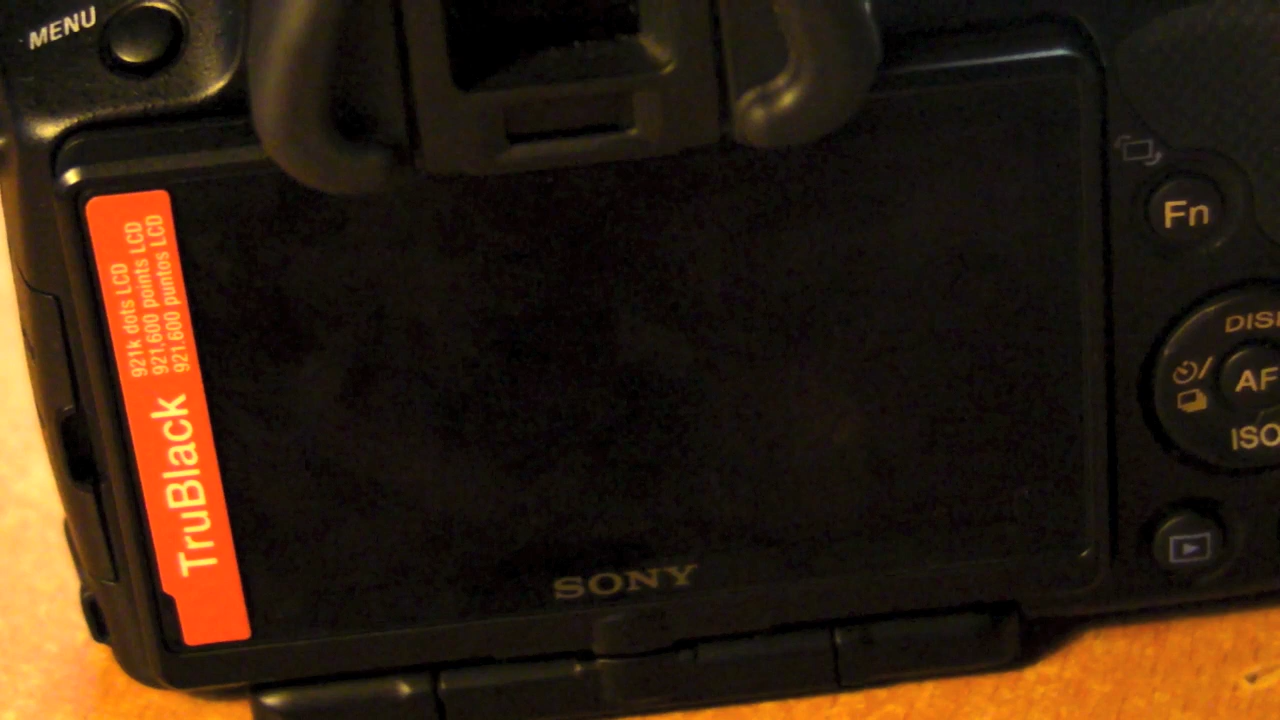 MENU
921k dots LCD
921.600 points LCD
921.600 puntos LCD
TruBlack
SONY
Fn
DISP
AF
ISO